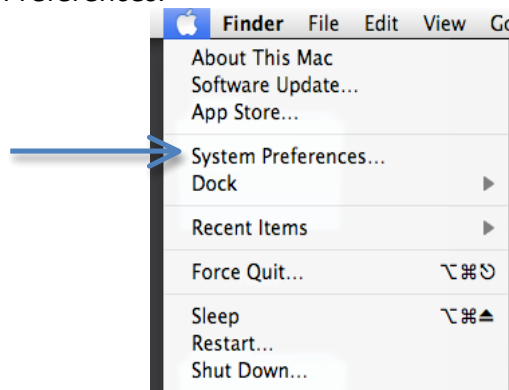 Preferences.
Finder File Edit View Go
About This Mac
Software Update...
App Store...
System Preferences...
Dock ▶
Recent Items ▶
Force Quit... ⌥⌘⎋
Sleep ⌥⌘⏏
Restart...
Shut Down...